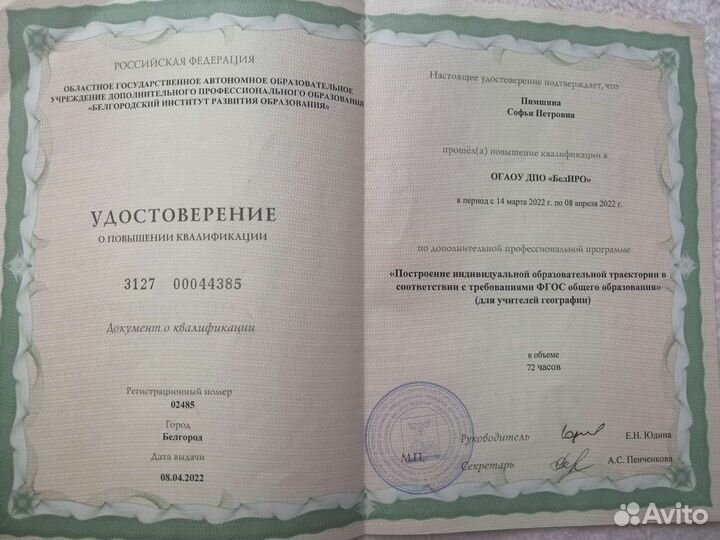 РОССИЙСКАЯ ФЕДЕРАЦИЯ
ОБЛАСТНОЕ ГОСУДАРСТВЕННОЕ АВТОНОМНОЕ ОБРАЗОВАТЕЛЬНОЕ
УЧРЕЖДЕНИЕ ДОПОЛНИТЕЛЬНОГО ПРОФЕССИОНАЛЬНОГО ОБРАЗОВАНИЯ
«БЕЛГОРОДСКИЙ ИНСТИТУТ РАЗВИТИЯ ОБРАЗОВАНИЯ»
УДОСТОВЕРЕНИЕ
О ПОВЫШЕНИИ КВАЛИФИКАЦИИ
3127 00044385
Документ о квалификации
Регистрационный номер
02485
Город
Белгород
Дата выдачи
08.04.2022
Настоящее удостоверение подтверждает, что
Пимшина
Софья Петровна
прошёл(а) повышение квалификации в
ОГАОУ ДПО «БелИРО»
в период с 14 марта 2022 г. по 08 апреля 2022 г.
по дополнительной профессиональной программе
«Построение индивидуальной образовательной траектории в
соответствии с требованиями ФГОС общего образования»
(для учителей географии)
в объеме
72 часов
Руководитель Е.Н. Юдина
М.П.
Секретарь А.С. Пенченкова
Avito